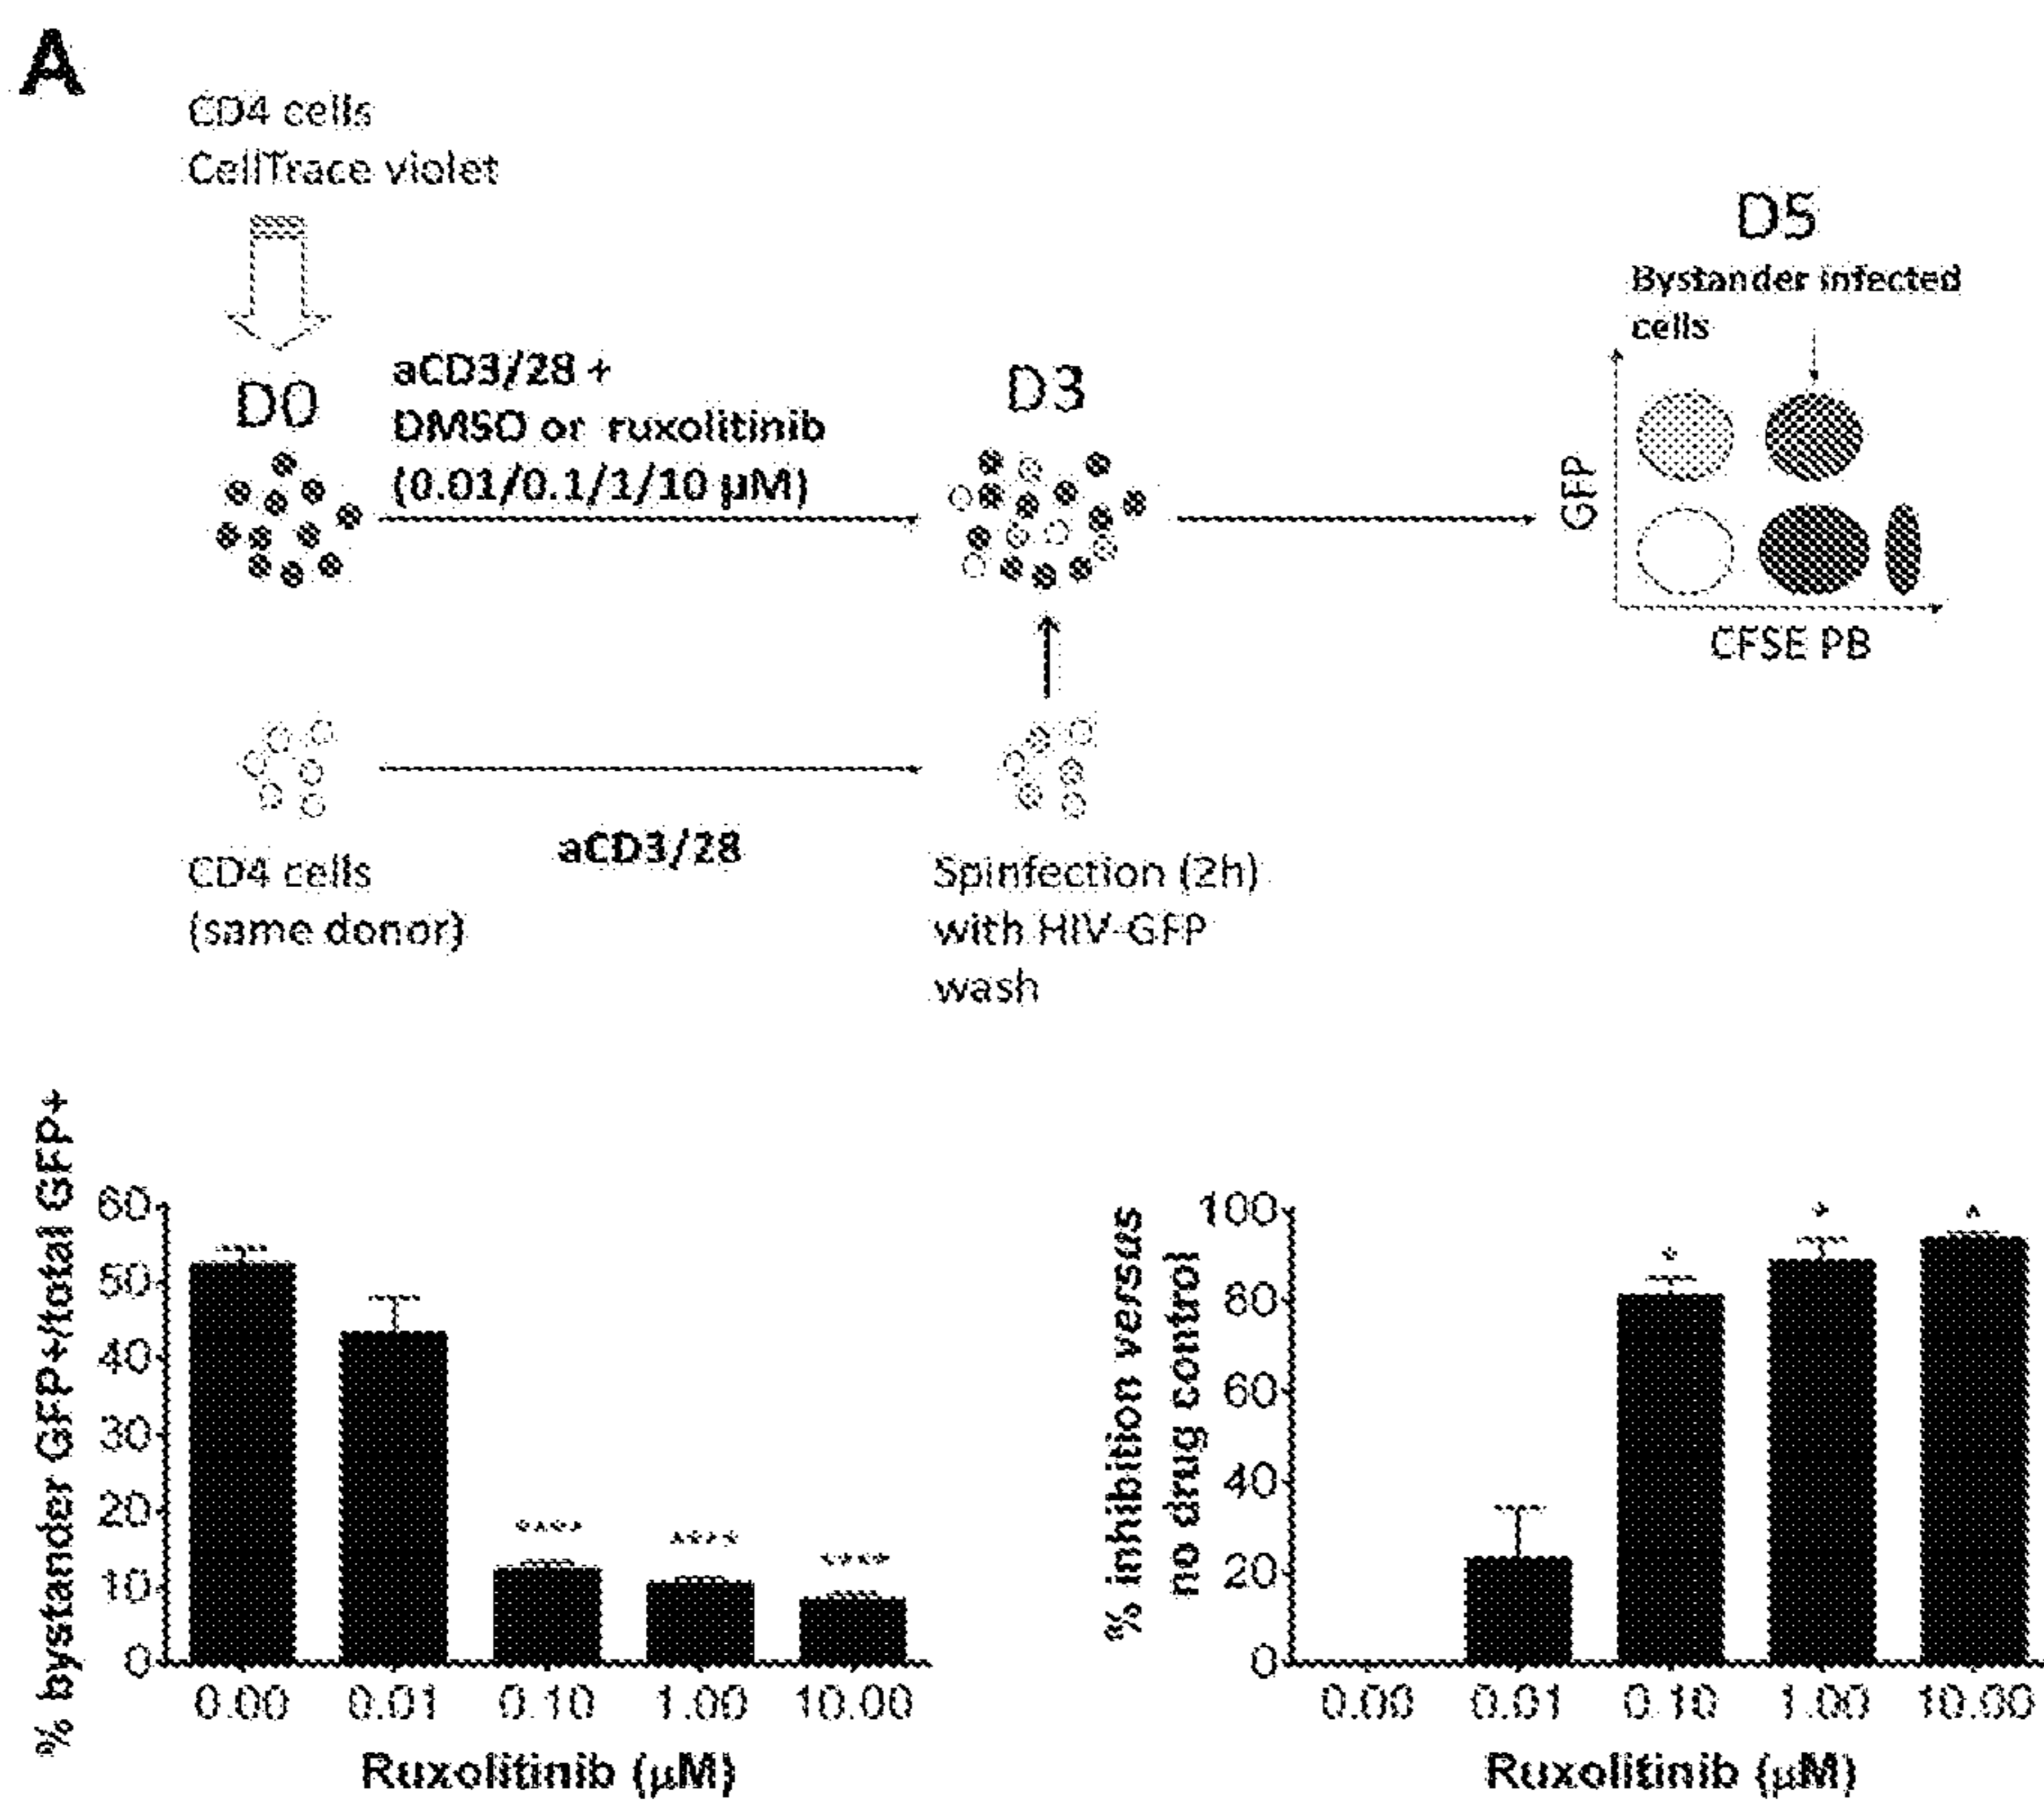 A
CD4 cells
CellTrace violet
D0
aCD3/28 +
DMSO or ruxolitinib
(0.01/0.1/1/10 µM)
D3
D5
Bystander infected
cells
GFP
CFSE PB
CD4 cells
(same donor)
aCD3/28
Spinfection (2h)
with HIV-GFP
wash
% bystander GFP+/total GFP+
60
50
40
30
20
10
0
****
****
****
0.00 0.01 0.10 1.00 10.00
Ruxolitinib (µM)
% inhibition versus
no drug control
100
80
60
40
20
0
*
*
*
0.00 0.01 0.10 1.00 10.00
Ruxolitinib (µM)